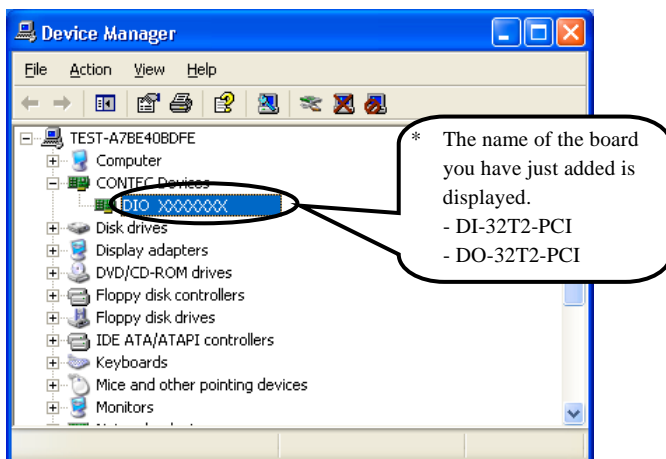 Device Manager
File Action View Help
TEST-A7BE40BDFE
Computer
CONTEC Devices
DIO XXXXXXXX
Disk drives
Display adapters
DVD/CD-ROM drives
Floppy disk controllers
Floppy disk drives
IDE ATA/ATAPI controllers
Keyboards
Mice and other pointing devices
Monitors
* The name of the board
you have just added is
displayed.
- DI-32T2-PCI
- DO-32T2-PCI